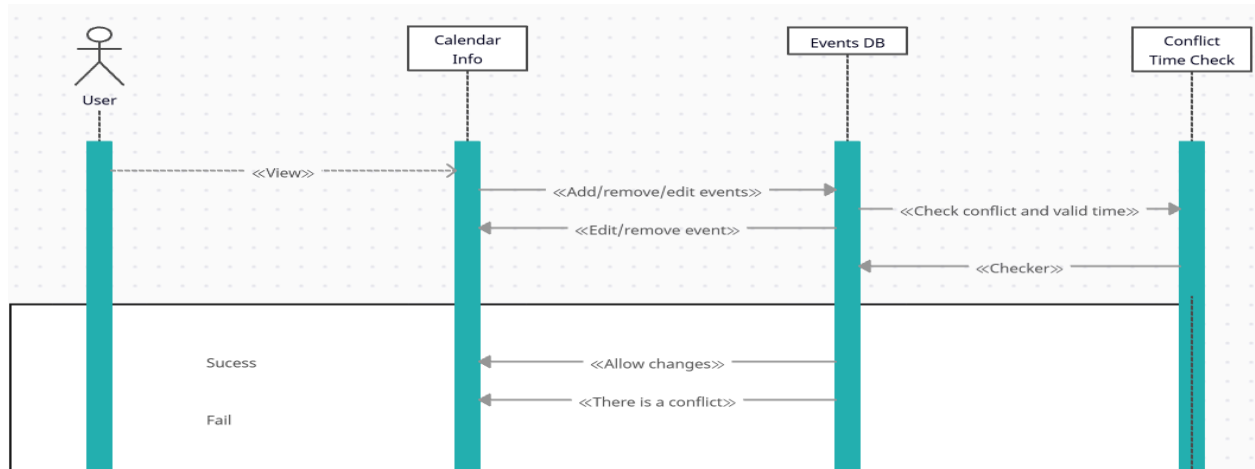 Calendar
Info
Events DB
Conflict
Time Check
User
≪View≫
≪Add/remove/edit events≫
≪Check conflict and valid time≫
≪Edit/remove event≫
≪Checker≫
Sucess
≪Allow changes≫
≪There is a conflict≫
Fail